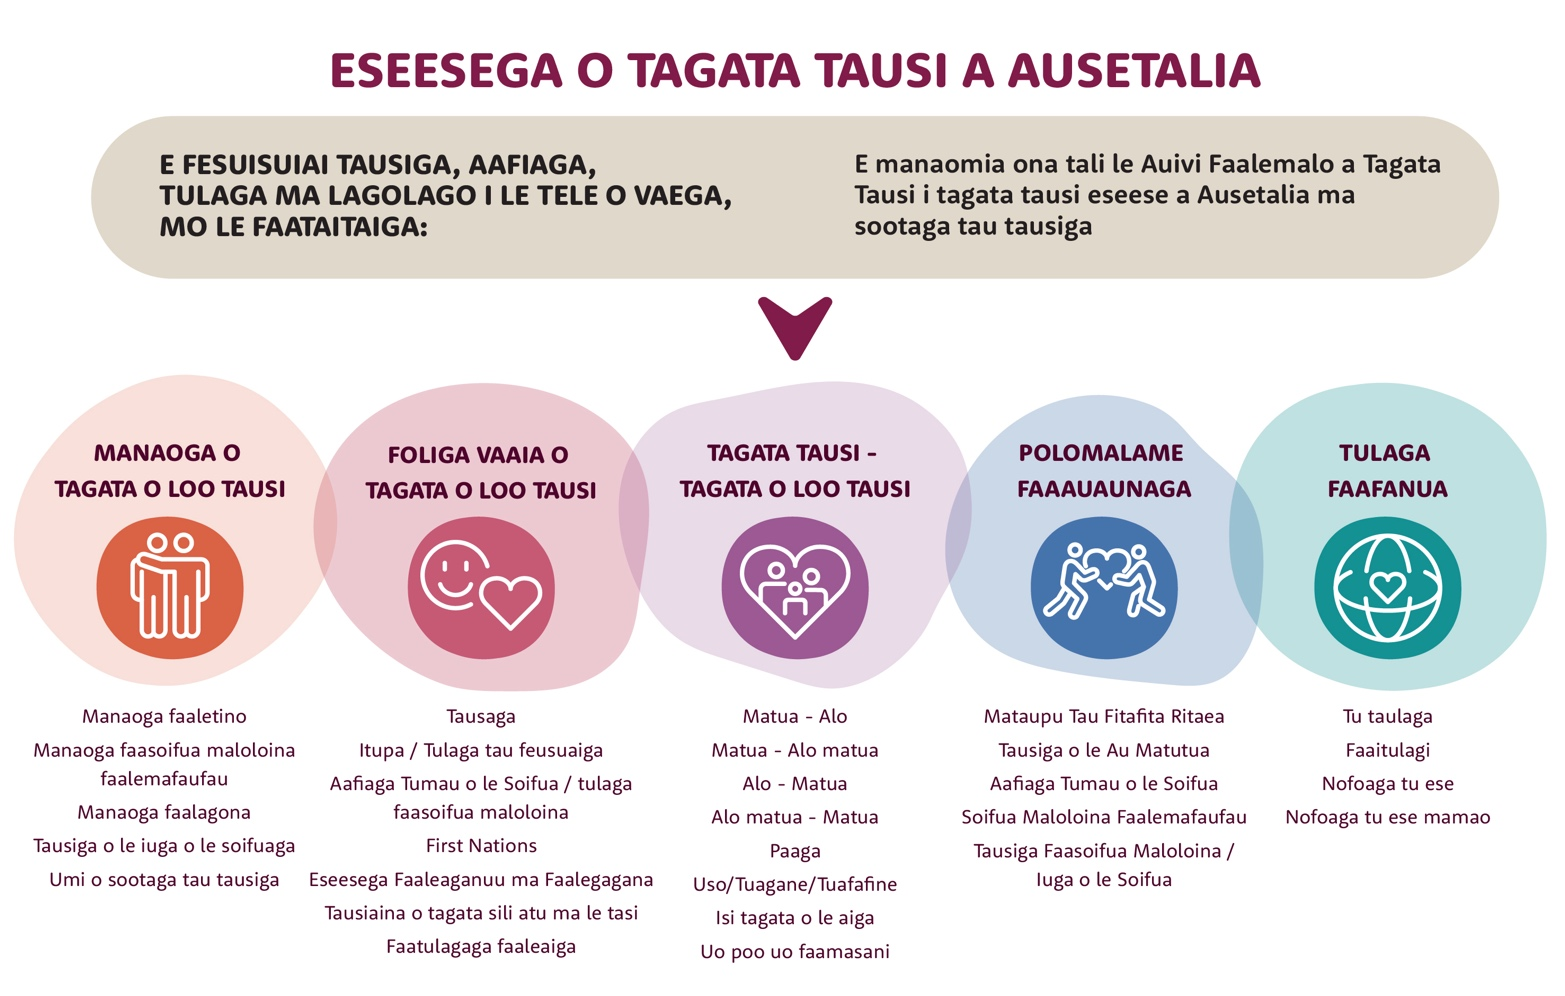 ESEESEGA O TAGATA TAUSI A AUSETALIA
E FESUISUIAI TAUSIGA, AAFIAGA,
TULAGA MA LAGOLAGO I LE TELE O VAEGA,
MO LE FAATAITAIGA:
E manaomia ona tali le Auivi Faalemalo a Tagata
Tausi i tagata tausi eseese a Ausetalia ma
sootaga tau tausiga
MANAOGA O
TAGATA O LOO TAUSI
Manaoga faaletino
Manaoga faasoifua maloloina
faalemafaufau
Manaoga faalagona
Tausiga o le iuga o le soifuaga
Umi o sootaga tau tausiga
FOLIGA VAAIA O
TAGATA O LOO TAUSI
Tausaga
Itupa / Tulaga tau feusuaiga
Aafiaga Tumau o le Soifua / tulaga
faasoifua maloloina
First Nations
Eseesega Faaleaganuu ma Faalegagana
Tausiaina o tagata sili atu ma le tasi
Faatulagaga faaleaiga
TAGATA TAUSI -
TAGATA O LOO TAUSI
Matua - Alo
Matua - Alo matua
Alo - Matua
Alo matua - Matua
Paaga
Uso/Tuagane/Tuafafine
Isi tagata o le aiga
Uo poo uo faamasani
POLOMALAME
FAAAUAUNAGA
Mataupu Tau Fitafita Ritaea
Tausiga o le Au Matutua
Aafiaga Tumau o le Soifua
Soifua Maloloina Faalemafaufau
Tausiga Faasoifua Maloloina /
Iuga o le Soifua
TULAGA
FAAFANUA
Tu taulaga
Faaitulagi
Nofoaga tu ese
Nofoaga tu ese mamao